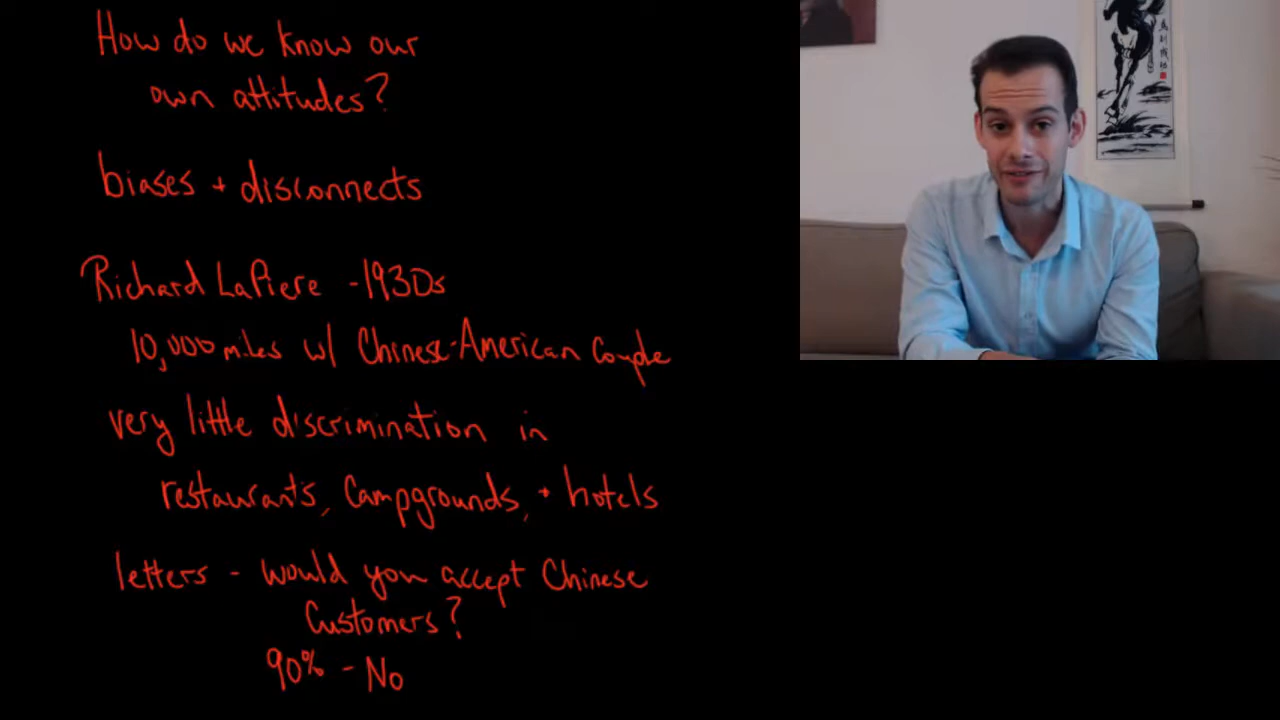 How do we know our
own attitudes?
biases + disconnects
Richard LaPiere - 1930s
10,000 miles w/ Chinese-American Couple
very little discrimination in
restaurants, campgrounds, + hotels
letters - would you accept Chinese
Customers?
90% - No